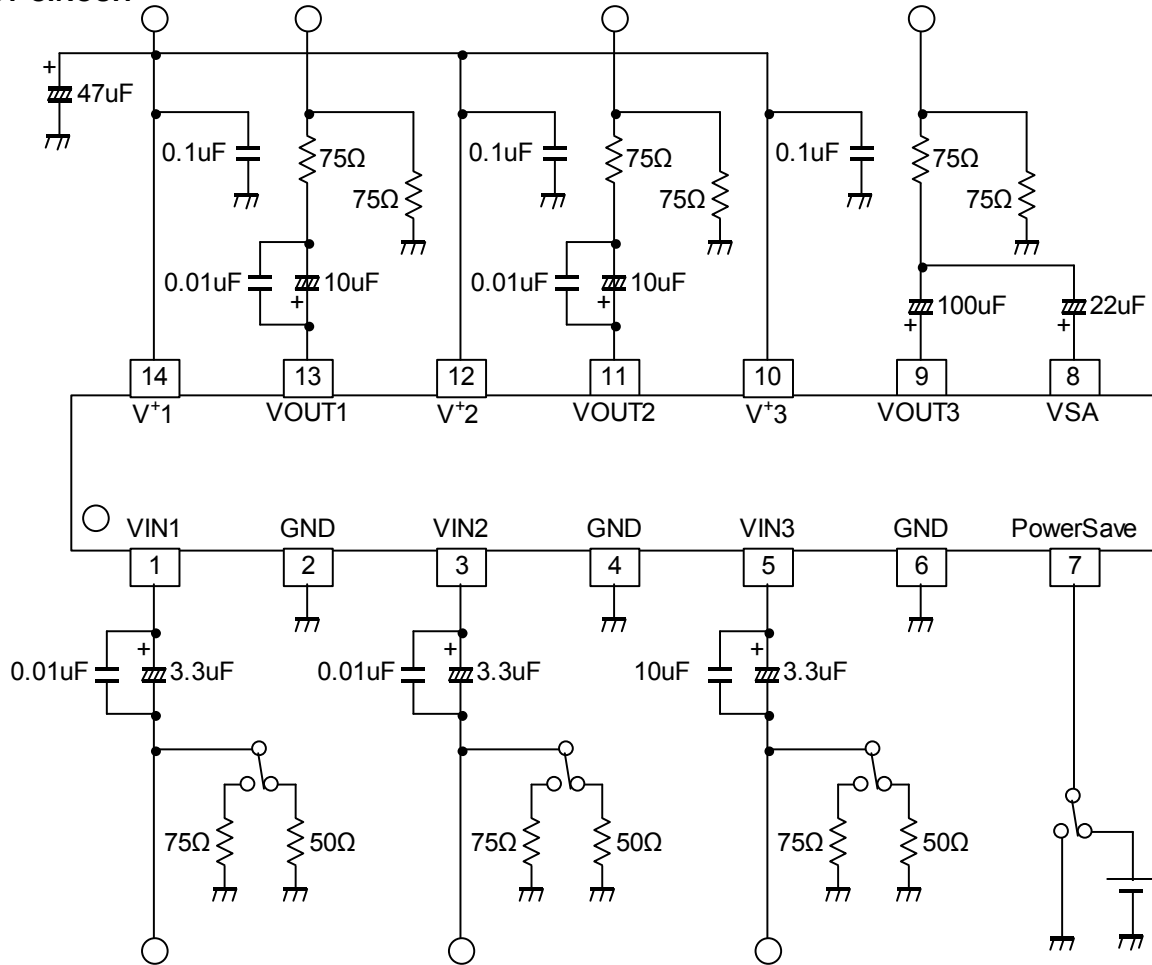 + 47uF
0.1uF 75Ω 0.1uF 75Ω 0.1uF 75Ω
75Ω 75Ω 75Ω
0.01uF 10uF 0.01uF 10uF
+ +
100uF 22uF
+ +
14 13 12 11 10 9 8
V+1 VOUT1 V+2 VOUT2 V+3 VOUT3 VSA
VIN1 GND VIN2 GND VIN3 GND PowerSave
1 2 3 4 5 6 7
+ + +
0.01uF 3.3uF 0.01uF 3.3uF 10uF 3.3uF
75Ω 50Ω 75Ω 50Ω 75Ω 50Ω